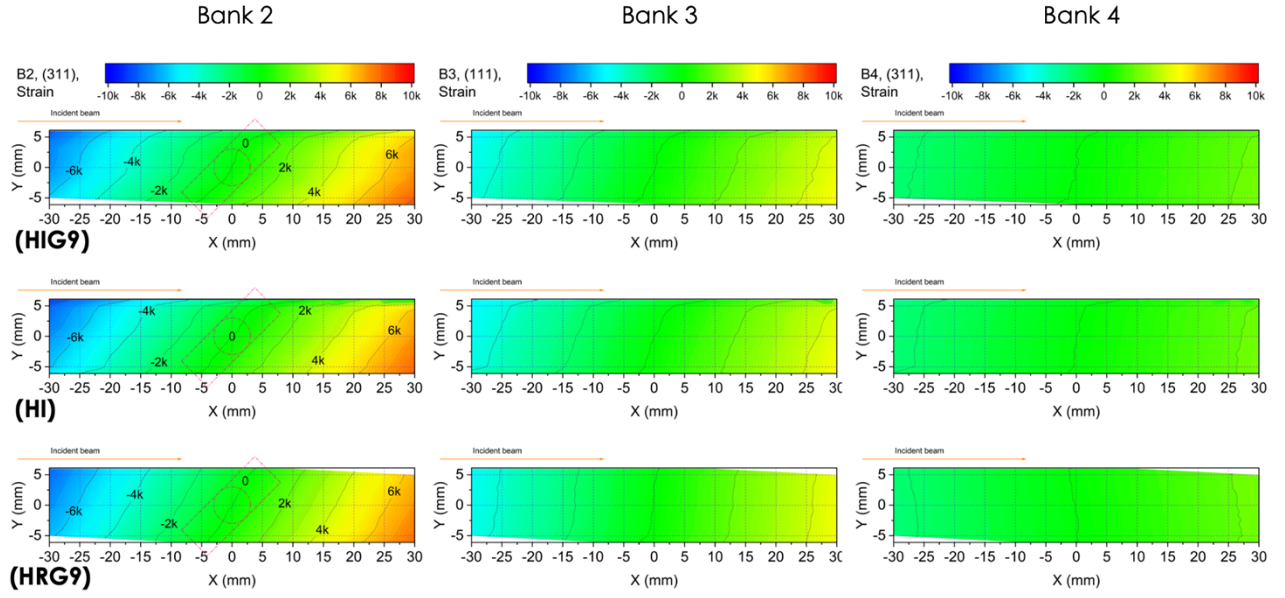 Bank 2
Bank 3
Bank 4
B2, (311),
Strain
-10k -8k -6k -4k -2k 0 2k 4k 6k 8k 10k
B3, (111),
Strain
-10k -8k -6k -4k -2k 0 2k 4k 6k 8k 10k
B4, (311),
Strain
-10k -8k -6k -4k -2k 0 2k 4k 6k 8k 10k
Incident beam
Y (mm)
5
0
-5
-6k -4k -2k 0 2k 4k 6k
-30 -25 -20 -15 -10 -5 0 5 10 15 20 25 30
X (mm)
Incident beam
Y (mm)
5
0
-5
-30 -25 -20 -15 -10 -5 0 5 10 15 20 25 30
X (mm)
Incident beam
Y (mm)
5
0
-5
-30 -25 -20 -15 -10 -5 0 5 10 15 20 25 30
X (mm)
(HIG9)
Incident beam
Y (mm)
5
0
-5
-6k -4k -2k 0 2k 4k 6k
-30 -25 -20 -15 -10 -5 0 5 10 15 20 25 30
X (mm)
Incident beam
Y (mm)
5
0
-5
-30 -25 -20 -15 -10 -5 0 5 10 15 20 25 30
X (mm)
Incident beam
Y (mm)
5
0
-5
-30 -25 -20 -15 -10 -5 0 5 10 15 20 25 30
X (mm)
(HI)
Incident beam
Y (mm)
5
0
-5
-6k -4k -2k 0 2k 4k 6k
-30 -25 -20 -15 -10 -5 0 5 10 15 20 25 30
X (mm)
Incident beam
Y (mm)
5
0
-5
-30 -25 -20 -15 -10 -5 0 5 10 15 20 25 30
X (mm)
Incident beam
Y (mm)
5
0
-5
-30 -25 -20 -15 -10 -5 0 5 10 15 20 25 30
X (mm)
(HRG9)